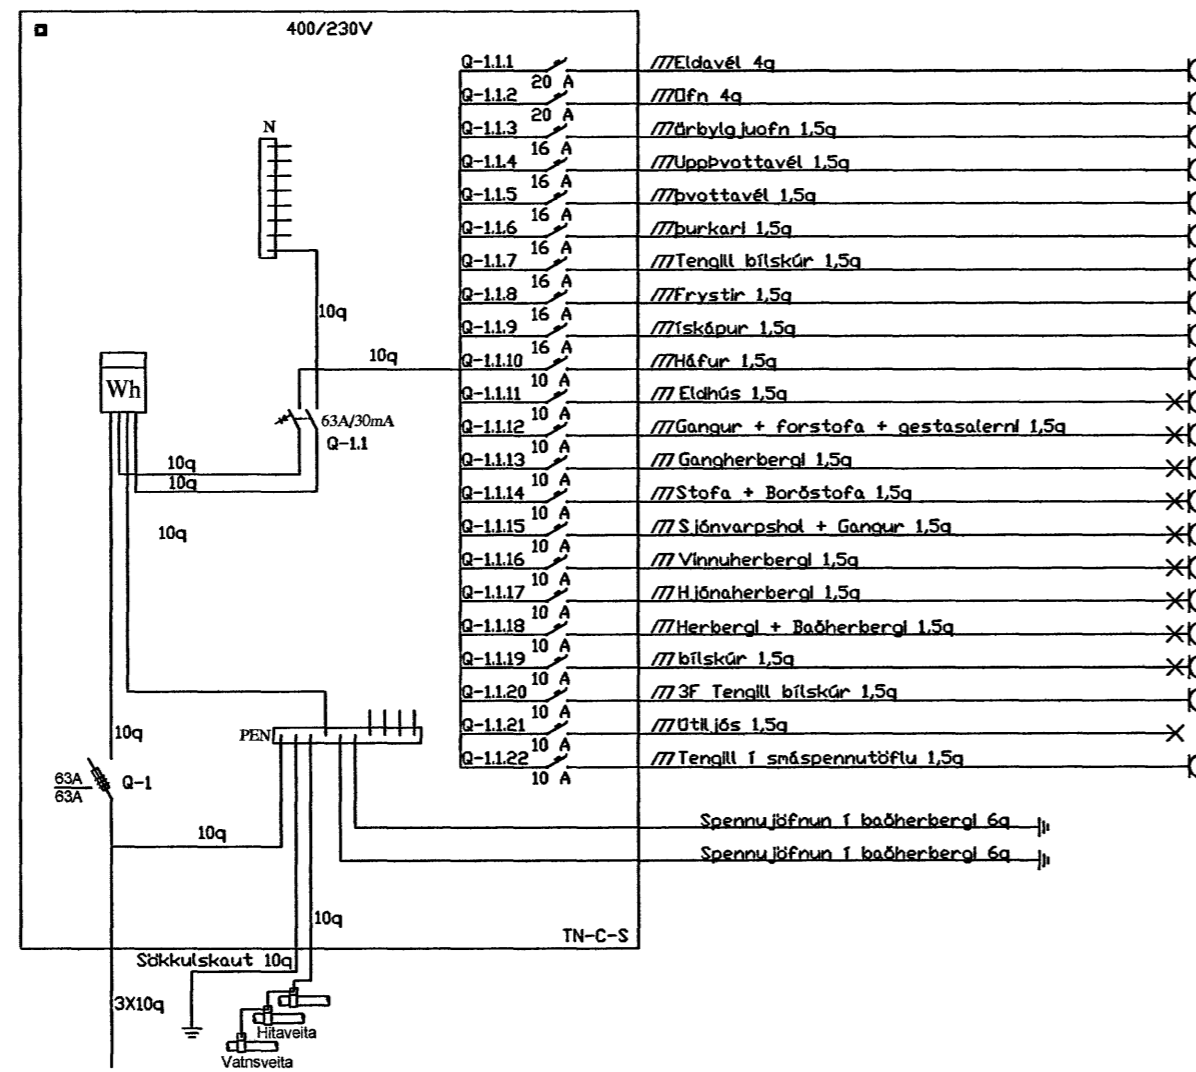 400/230V
Q-1.1.1 Eldavél 4q
20 A
Q-1.1.2 Ofn 4q
20 A
Q-1.1.3 örbylgjuofn 1,5q
16 A
Q-1.1.4 Uppþvottavél 1,5q
16 A
Q-1.1.5 þvottavél 1,5q
16 A
Q-1.1.6 þurkari 1,5q
16 A
Q-1.1.7 Tengill bílskúr 1,5q
16 A
Q-1.1.8 Frystir 1,5q
16 A
Q-1.1.9 ískápur 1,5q
16 A
Q-1.1.10 Háfur 1,5q
10 A
Q-1.1.11 Eldhús 1,5q
10 A
Q-1.1.12 Gangur + forstofa + gestasalerni 1,5q
10 A
Q-1.1.13 Gangherbergi 1,5q
10 A
Q-1.1.14 Stofa + Borðstofa 1,5q
10 A
Q-1.1.15 Sjónvarpshol + Gangur 1,5q
10 A
Q-1.1.16 Vinnuherbergi 1,5q
10 A
Q-1.1.17 Hjónaherbergi 1,5q
10 A
Q-1.1.18 Herbergi + Baðherbergi 1,5q
10 A
Q-1.1.19 bílskúr 1,5q
10 A
Q-1.1.20 3F Tengill bílskúr 1,5q
10 A
Q-1.1.21 Útiljós 1,5q
10 A
Q-1.1.22 Tengill í smáspennutöflu 1,5q
10 A
N
10q
10q
Wh
63A/30mA
Q-1.1
10q
10q
10q
10q
PEN
63A
63A
Q-1
10q
Spennujöfnun í baðherbergi 6q
Spennujöfnun í baðherbergi 6q
10q
TN-C-S
Sökkulskaut 10q
3X10q
Hitaveita
Vatnsveita